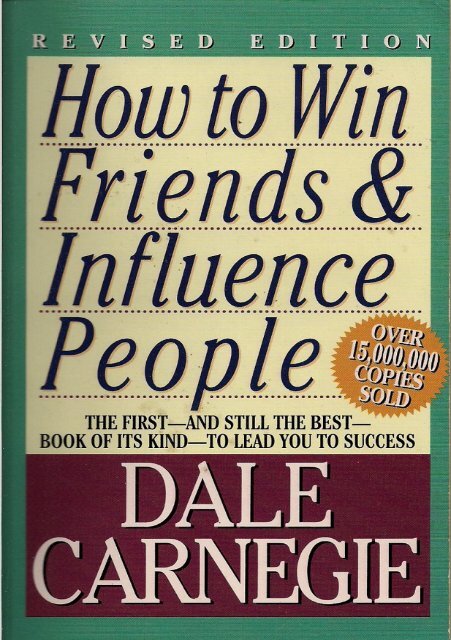 REVISED EDITION
How to Win
Friends &
Influence
People
OVER
15,000,000
COPIES
SOLD
THE FIRST—AND STILL THE BEST—
BOOK OF ITS KIND—TO LEAD YOU TO SUCCESS
DALE
CARNEGIE